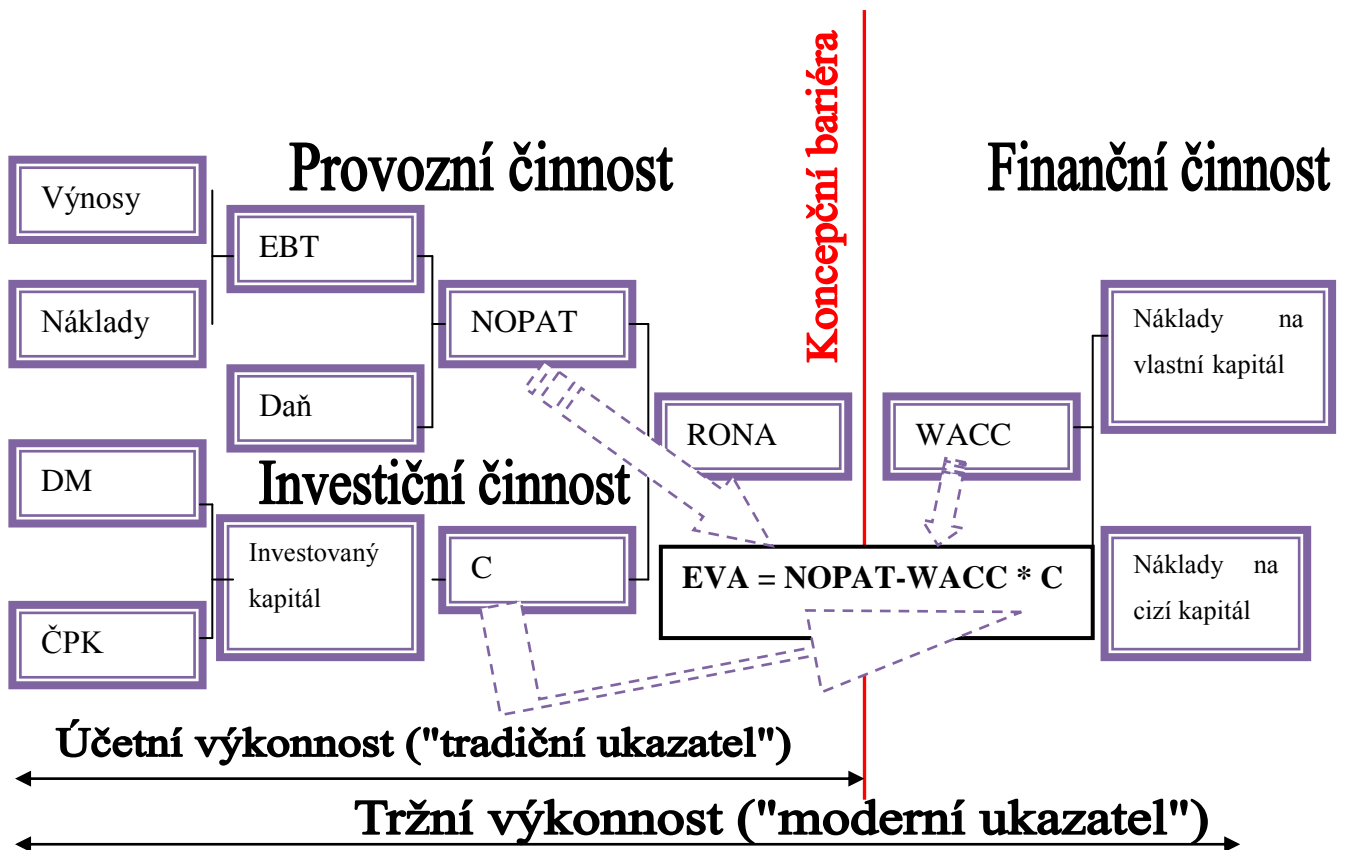 Koncepční bariéra
Provozní činnost
Finanční činnost
Výnosy
EBT
Náklady
NOPAT
Náklady na
vlastní kapitál
Daň
RONA
WACC
DM
Investiční činnost
Investovaný
kapitál
C
EVA = NOPAT-WACC * C
Náklady na
cizí kapitál
ČPK
Účetní výkonnost ("tradiční ukazatel")
Tržní výkonnost ("moderní ukazatel")